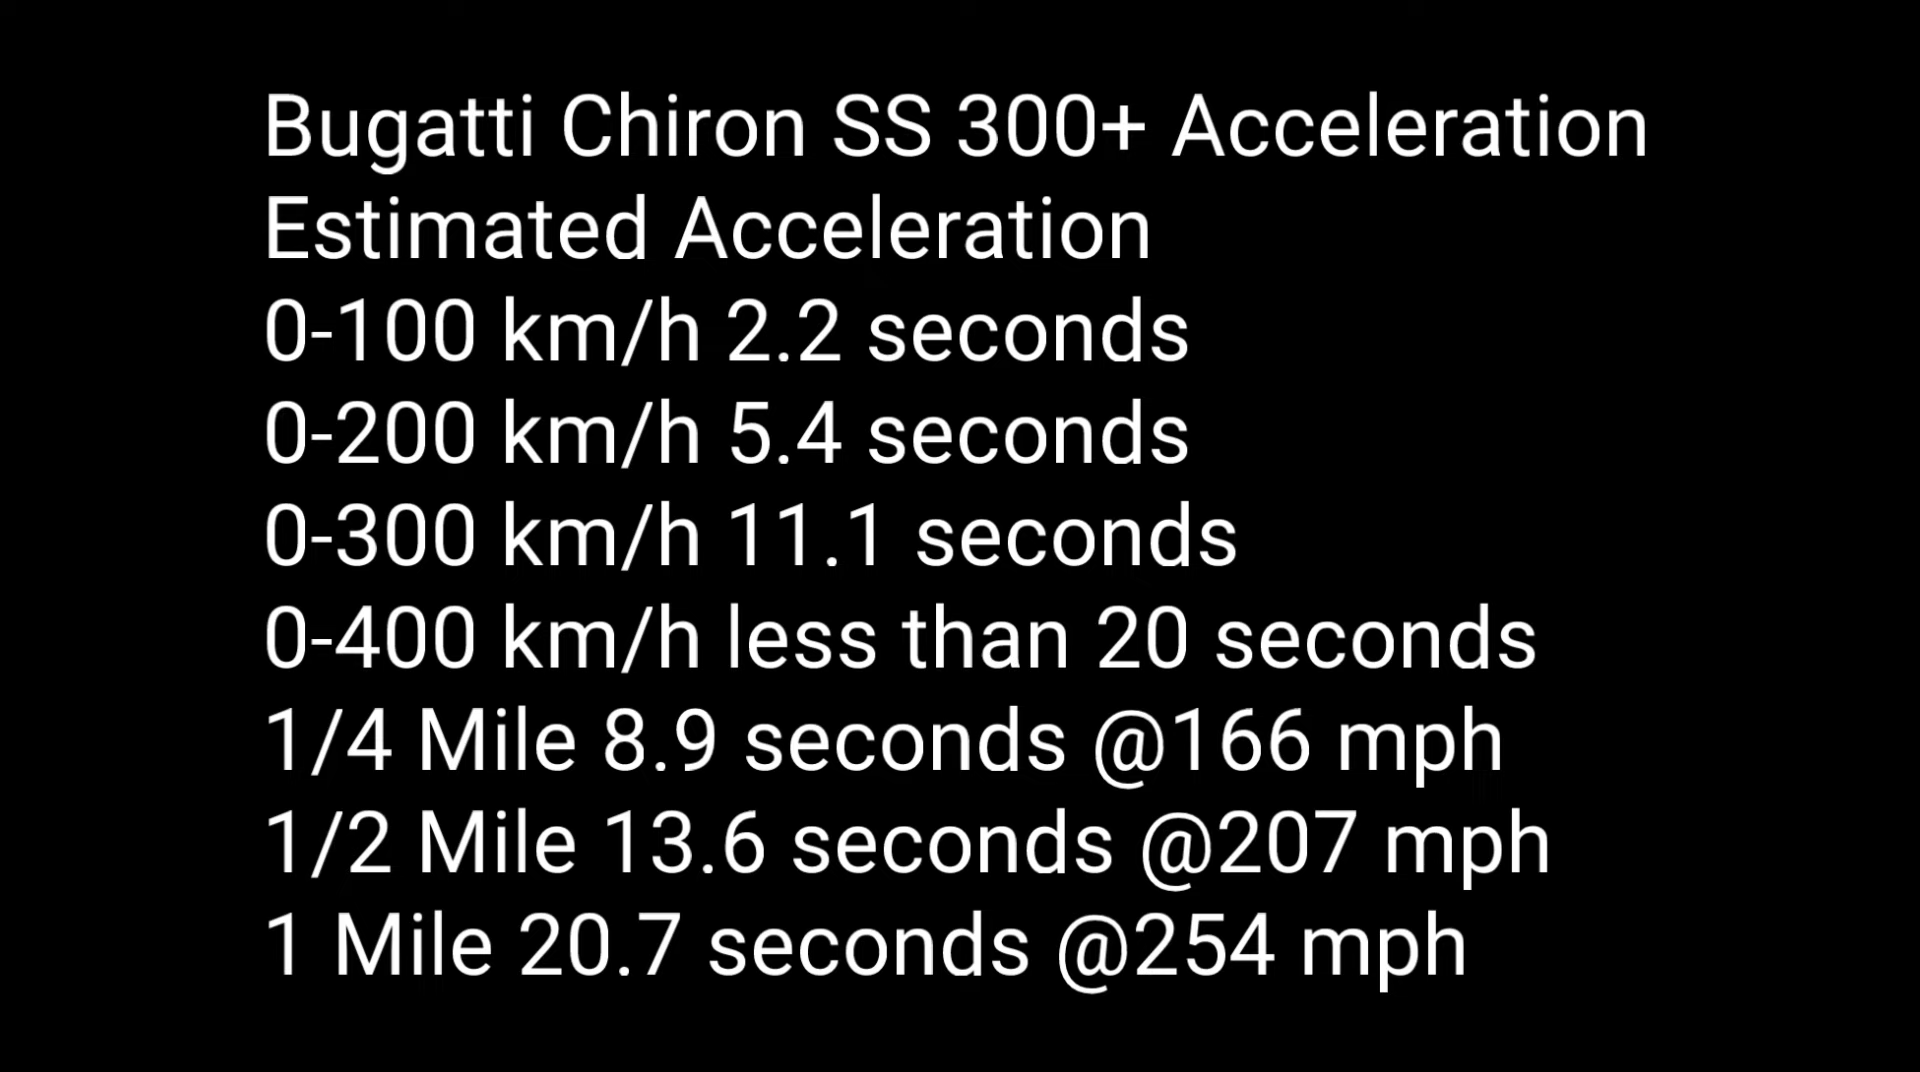 Bugatti Chiron SS 300+ Acceleration
Estimated Acceleration
0-100 km/h 2.2 seconds
0-200 km/h 5.4 seconds
0-300 km/h 11.1 seconds
0-400 km/h less than 20 seconds
1/4 Mile 8.9 seconds @166 mph
1/2 Mile 13.6 seconds @207 mph
1 Mile 20.7 seconds @254 mph